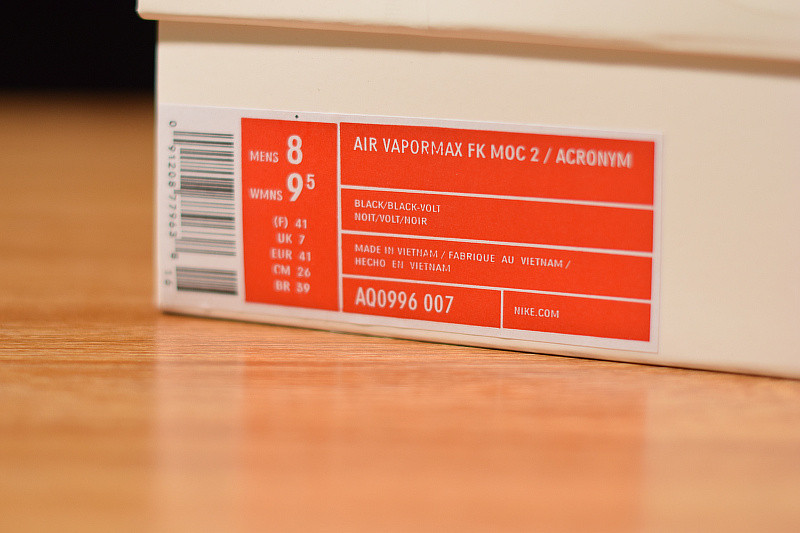 MENS 8
WMNS 9 5
(F) 41
UK 7
EUR 41
CM 26
BR 39
AIR VAPORMAX FK MOC 2 / ACRONYM
BLACK/BLACK-VOLT
NOIT/VOLT/NOIR
MADE IN VIETNAM / FABRIQUE AU VIETNAM /
HECHO EN VIETNAM
AQ0996 007
NIKE.COM